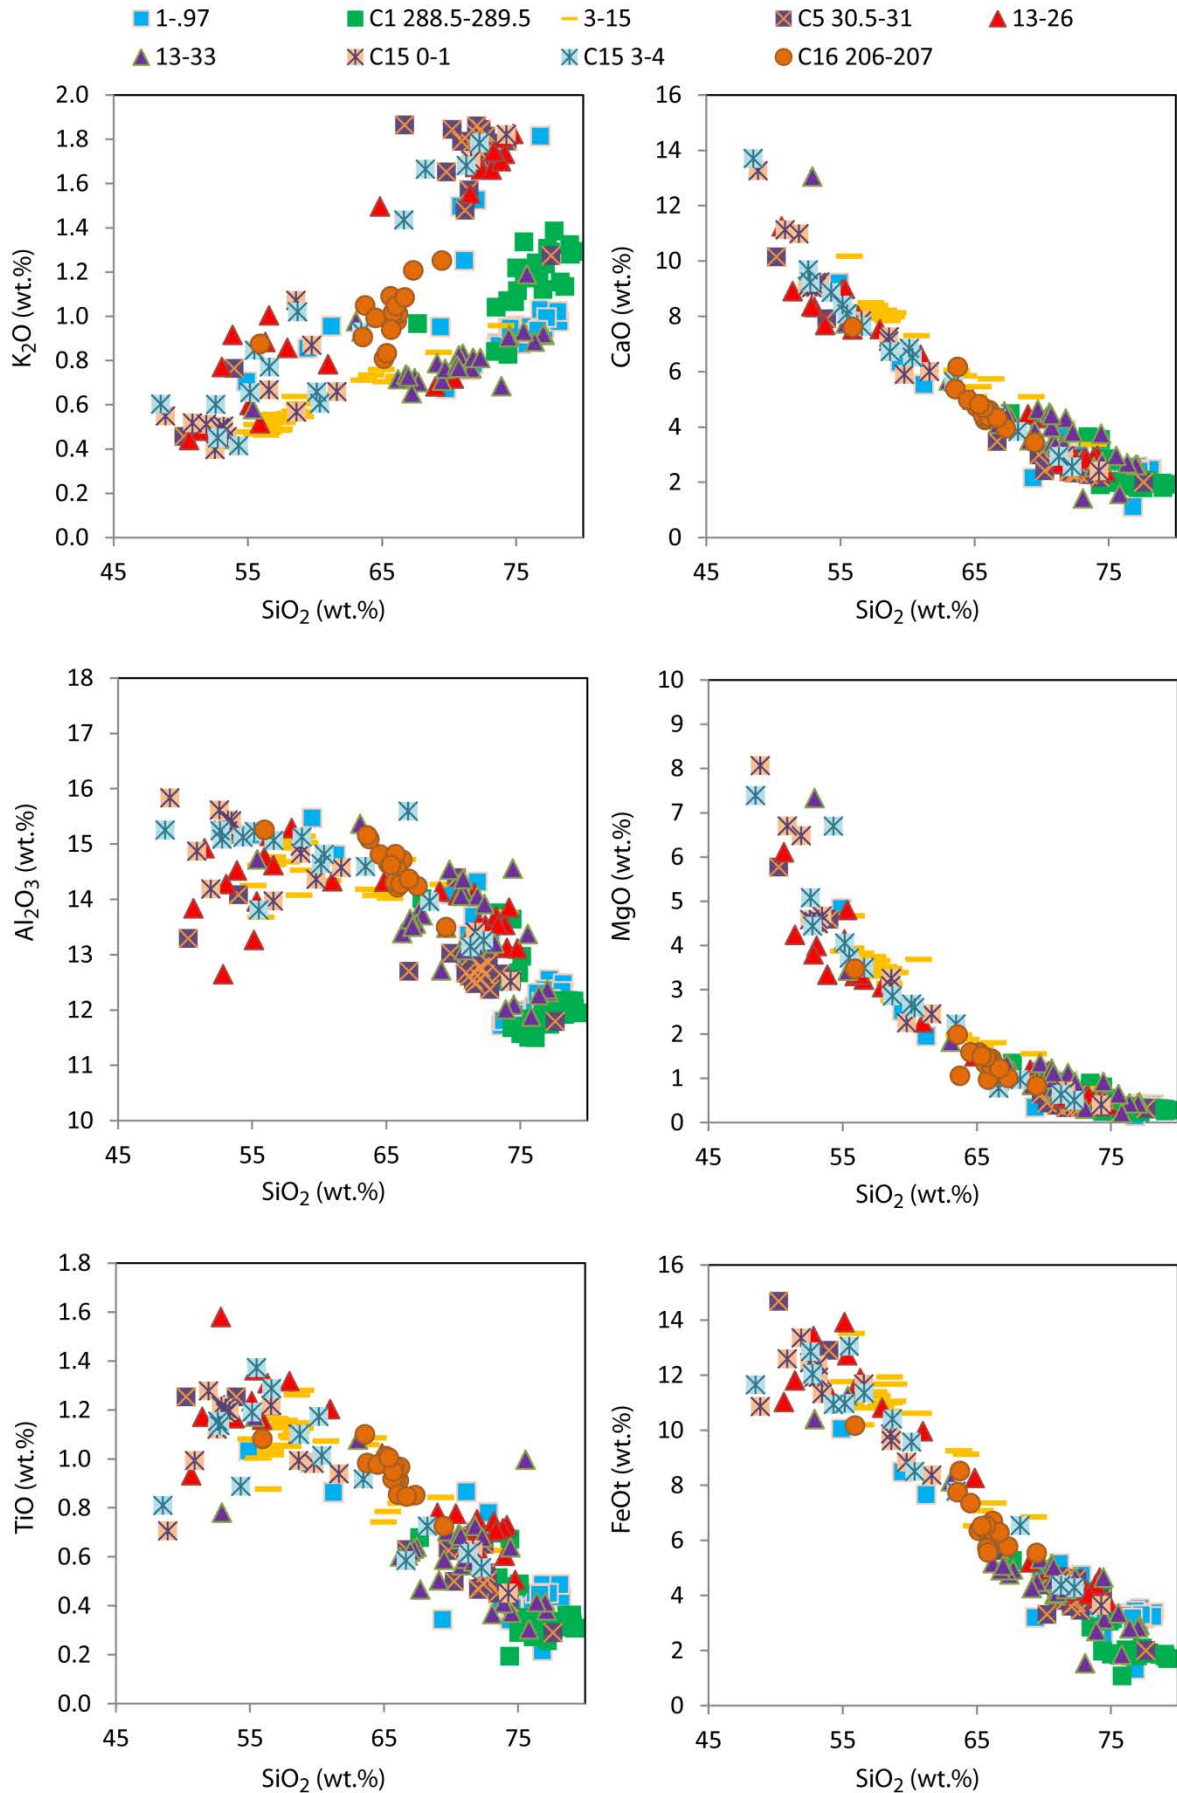 1-.97 C1 288.5-289.5 3-15 C5 30.5-31 13-26
13-33 C15 0-1 C15 3-4 C16 206-207
K2O (wt.%)
2.0
1.8
1.6
1.4
1.2
1.0
0.8
0.6
0.4
0.2
0.0
45 55 65 75
SiO2 (wt.%)
CaO (wt.%)
16
14
12
10
8
6
4
2
0
45 55 65 75
SiO2 (wt.%)
Al2O3 (wt.%)
18
17
16
15
14
13
12
11
10
45 55 65 75
SiO2 (wt.%)
MgO (wt.%)
10
9
8
7
6
5
4
3
2
1
0
45 55 65 75
SiO2 (wt.%)
TiO (wt.%)
1.8
1.6
1.4
1.2
1.0
0.8
0.6
0.4
0.2
0.0
45 55 65 75
SiO2 (wt.%)
FeOt (wt.%)
16
14
12
10
8
6
4
2
0
45 55 65 75
SiO2 (wt.%)